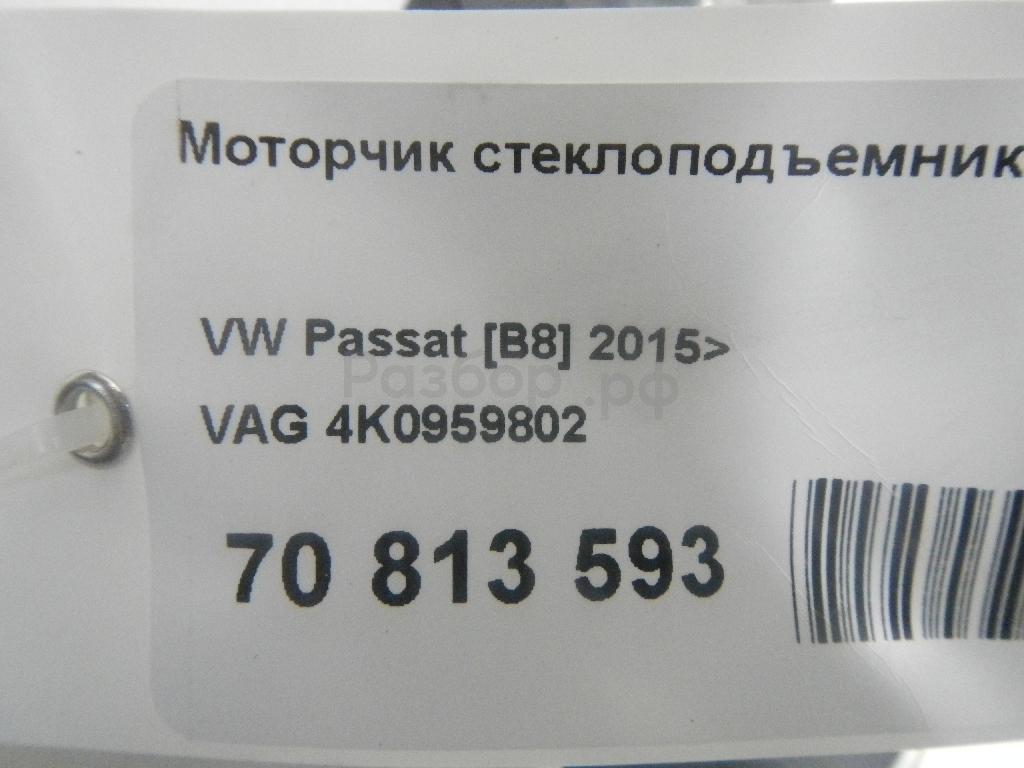 Моторчик стеклоподъемник
VW Passat [B8] 2015>
Разбор.рф
VAG 4K0959802
70 813 593